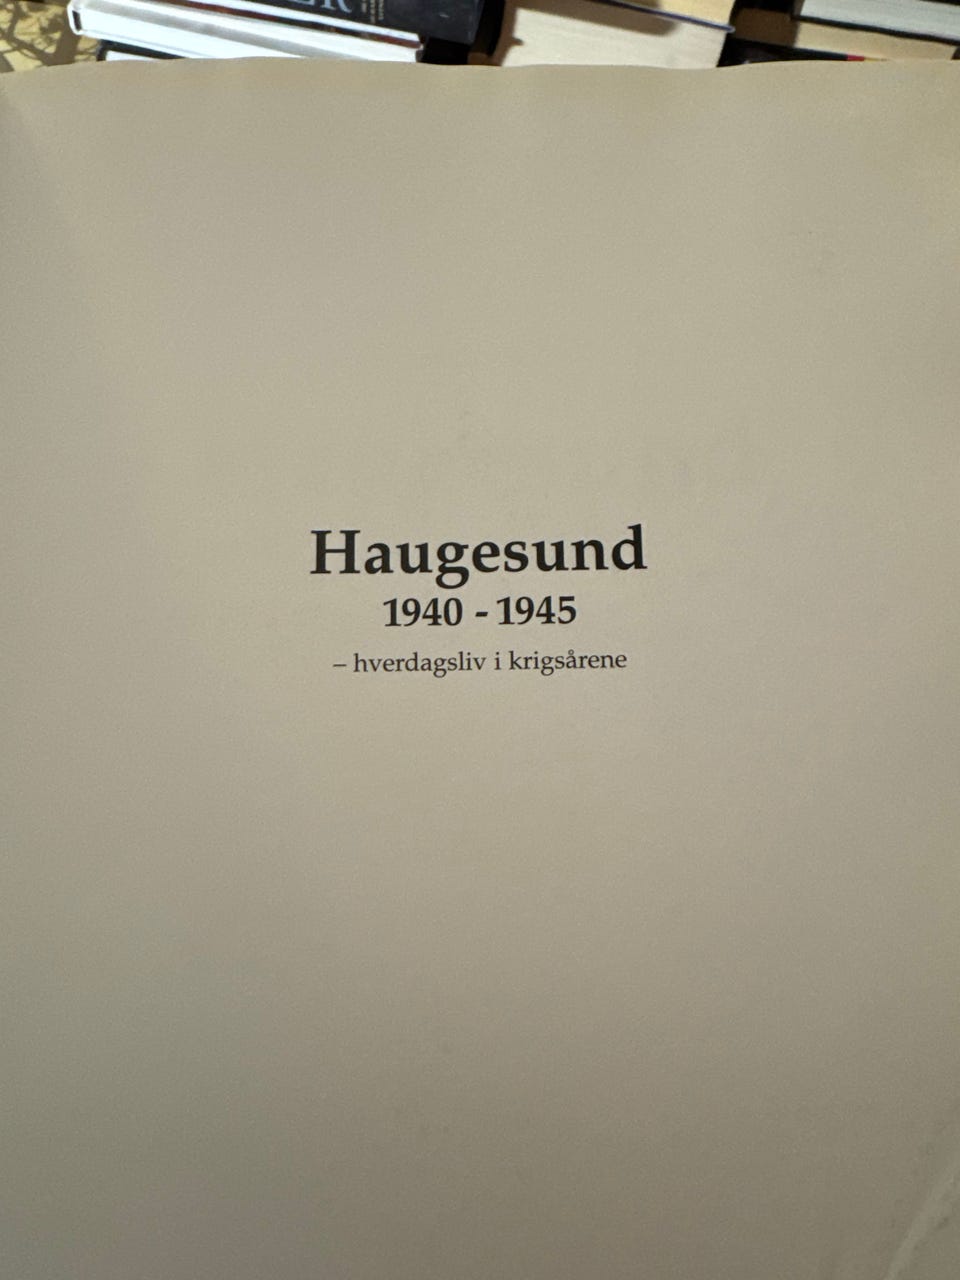 Haugesund
1940 - 1945
– hverdagsliv i krigsårene